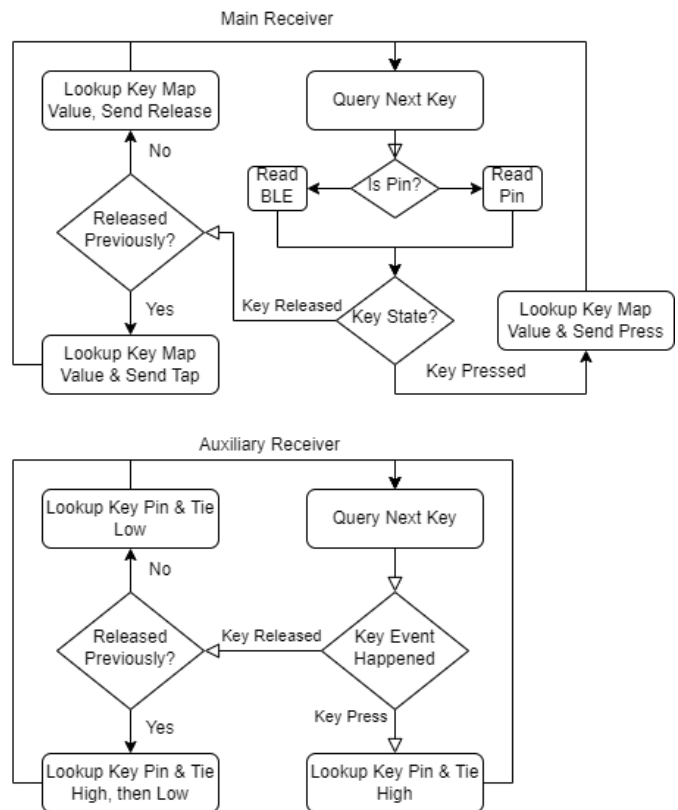 Main Receiver
Lookup Key Map
Value, Send Release
Query Next Key
No
Is Pin?
Read
BLE
Read
Pin
Released
Previously?
Key Released
Key State?
Yes
Lookup Key Map
Value & Send Press
Lookup Key Map
Value & Send Tap
Key Pressed
Auxiliary Receiver
Lookup Key Pin & Tie
Low
Query Next Key
No
Released
Previously?
Key Released
Key Event
Happened
Yes
Key Press
Lookup Key Pin & Tie
High, then Low
Lookup Key Pin & Tie
High